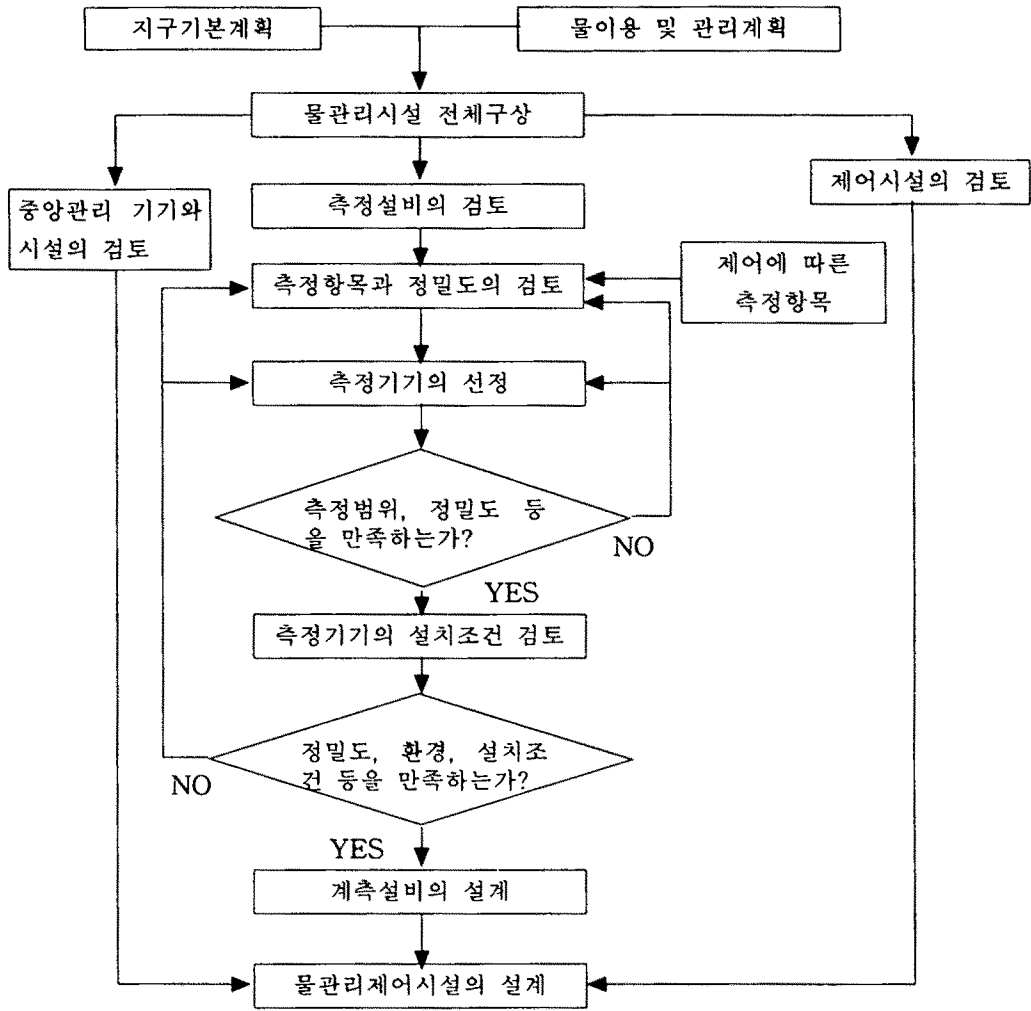 지구기본계획
물이용 및 관리계획
물관리시설 전체구상
중앙관리 기기와
시설의 검토
측정설비의 검토
제어시설의 검토
측정항목과 정밀도의 검토
제어에 따른
측정항목
측정기기의 선정
측정범위, 정밀도 등
을 만족하는가?
NO
YES
측정기기의 설치조건 검토
정밀도, 환경, 설치조
건 등을 만족하는가?
NO
YES
계측설비의 설계
물관리제어시설의 설계